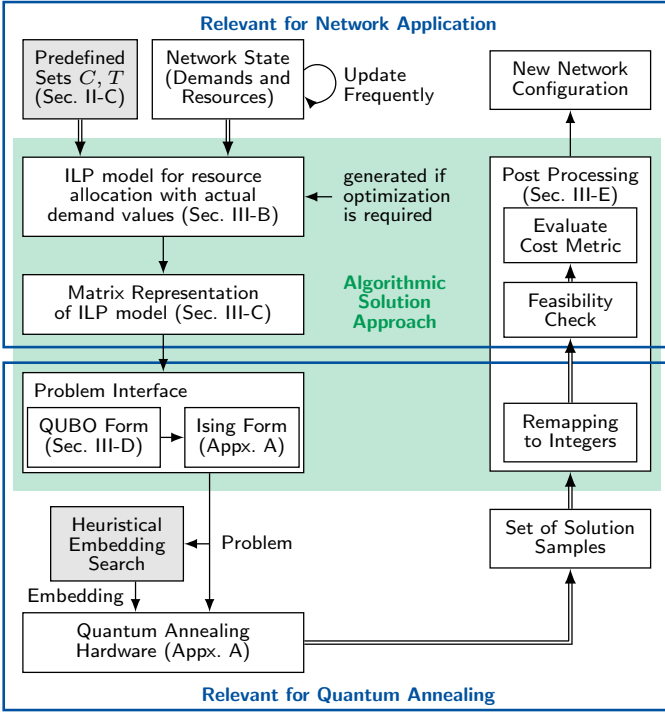 Relevant for Network Application
Predefined
Sets C, T
(Sec. II-C)
Network State
(Demands and
Resources)
Update
Frequently
New Network
Configuration
ILP model for resource
allocation with actual
demand values (Sec. III-B)
generated if
optimization
is required
Post Processing
(Sec. III-E)
Evaluate
Cost Metric
Matrix Representation
of ILP model (Sec. III-C)
Algorithmic
Solution
Approach
Feasibility
Check
Problem Interface
QUBO Form
(Sec. III-D)
Ising Form
(Appx. A)
Remapping
to Integers
Heuristical
Embedding
Search
Problem
Set of Solution
Samples
Embedding
Quantum Annealing
Hardware (Appx. A)
Relevant for Quantum Annealing